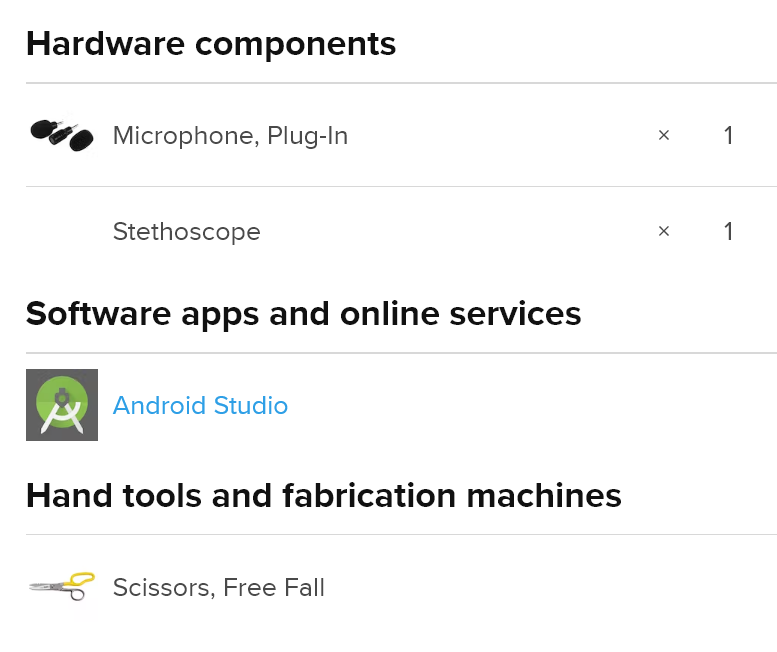 Hardware components
Microphone, Plug-In × 1
Stethoscope × 1
Software apps and online services
Android Studio
Hand tools and fabrication machines
Scissors, Free Fall